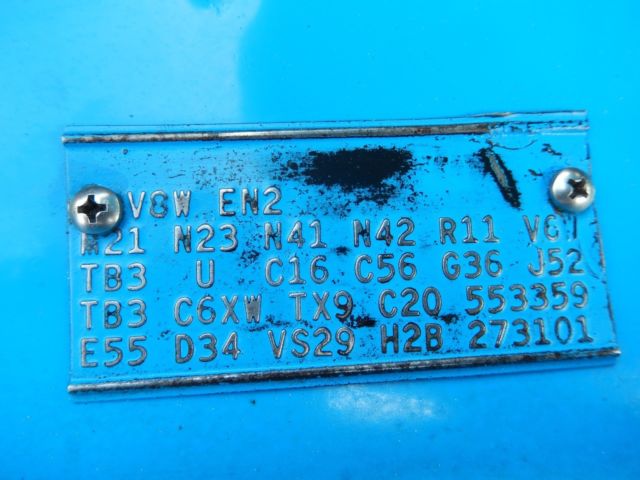 V8W EN2
M21 N23 N41 N42 R11 V8W
TB3 U C16 C56 G36 J52
TB3 C6XW TX9 C20 553359
E55 D34 VS29 H2B 273101